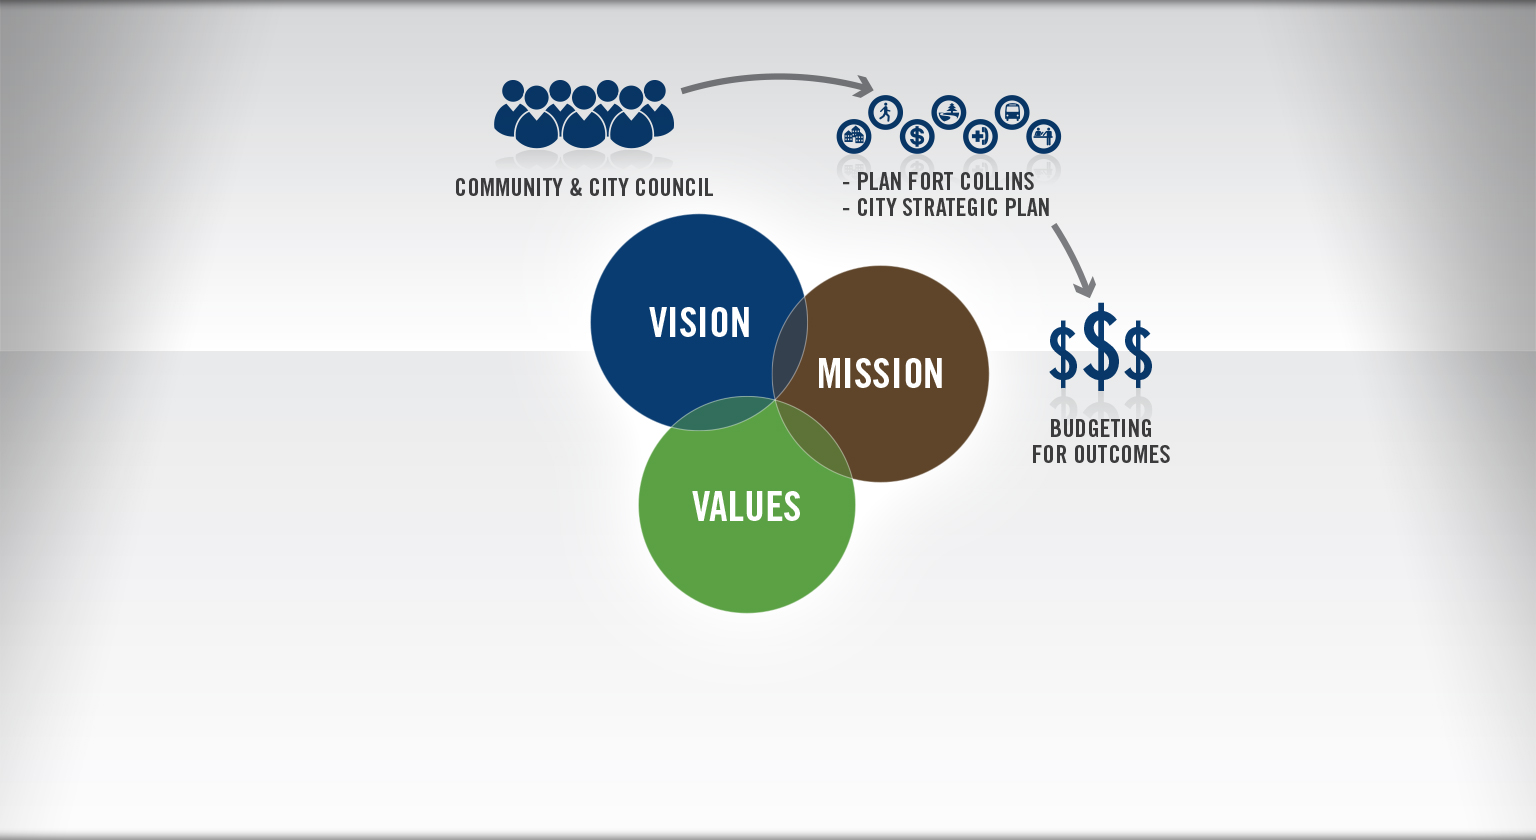 COMMUNITY & CITY COUNCIL
- PLAN FORT COLLINS
- CITY STRATEGIC PLAN
VISION
MISSION
BUDGETING
FOR OUTCOMES
VALUES